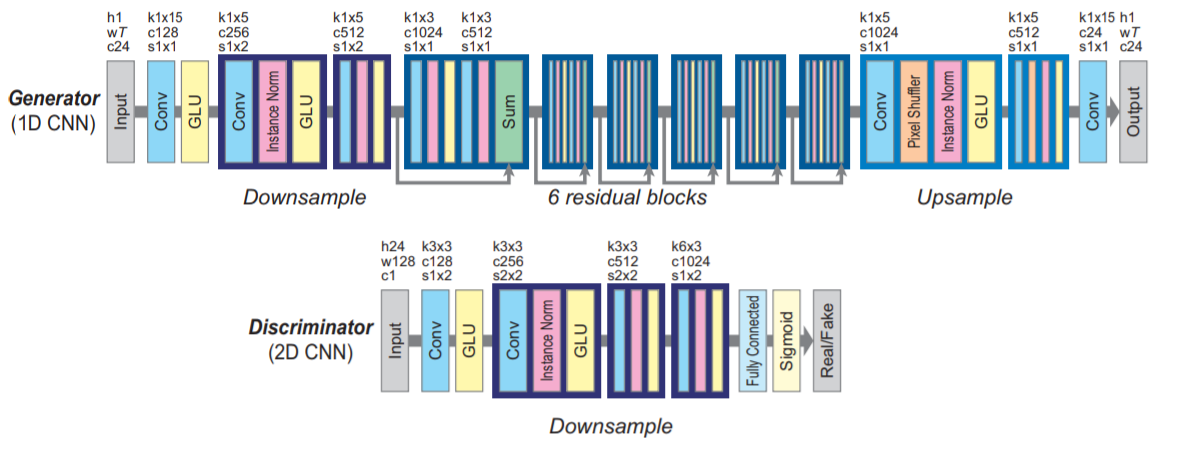 h1
wT
c24
k1x15
c128
s1x1
k1x5
c256
s1x2
k1x5
c512
s1x2
k1x3
c1024
s1x1
k1x3
c512
s1x1
k1x5
c1024
s1x1
k1x5
c512
s1x1
k1x15
c24
s1x1
h1
wT
c24
Generator
(1D CNN)
Input
Conv
GLU
Conv
Instance Norm
GLU
Sum
Conv
Pixel Shuffler
Instance Norm
GLU
Conv
Output
Downsample
6 residual blocks
Upsample
h24
w128
c1
k3x3
c128
s1x2
k3x3
c256
s2x2
k3x3
c512
s2x2
k6x3
c1024
s1x2
Discriminator
(2D CNN)
Input
Conv
GLU
Conv
Instance Norm
GLU
Fully Connected
Sigmoid
Real/Fake
Downsample